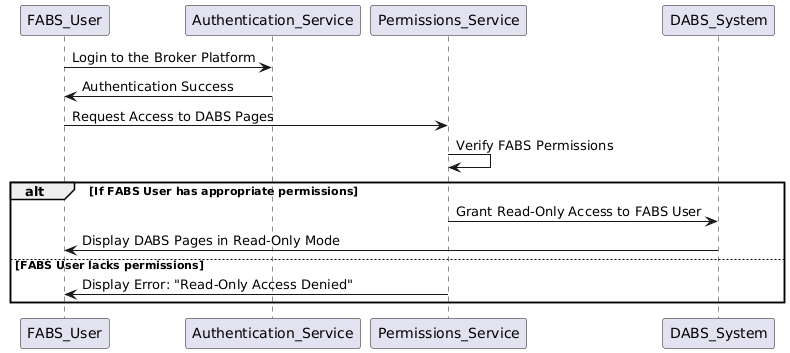 FABS_User Authentication_Service Permissions_Service DABS_System
Login to the Broker Platform
Authentication Success
Request Access to DABS Pages
Verify FABS Permissions
alt [If FABS User has appropriate permissions]
Grant Read-Only Access to FABS User
Display DABS Pages in Read-Only Mode
[FABS User lacks permissions]
Display Error: "Read-Only Access Denied"
FABS_User Authentication_Service Permissions_Service DABS_System